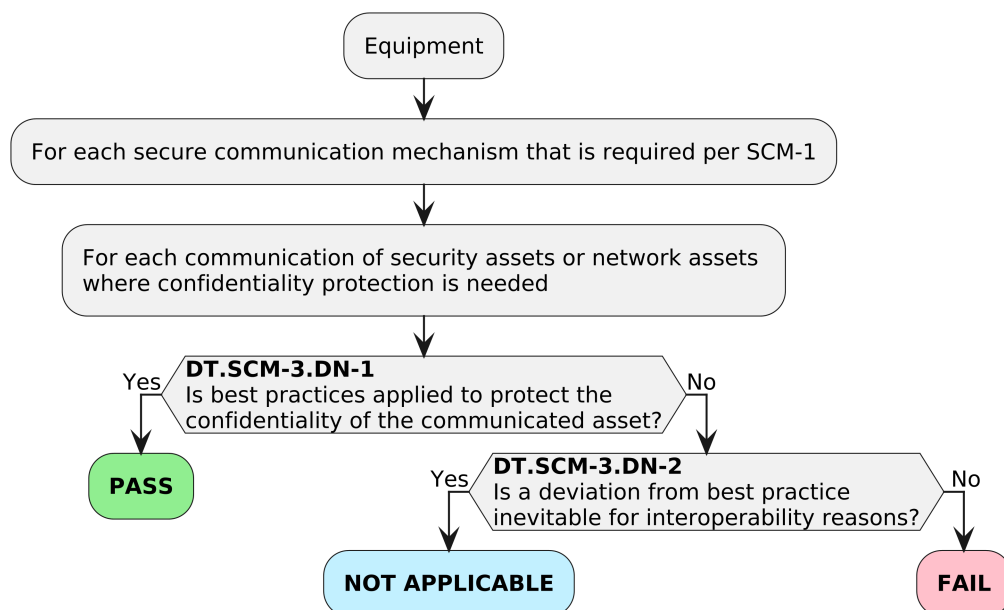 Equipment
For each secure communication mechanism that is required per SCM-1
For each communication of security assets or network assets
where confidentiality protection is needed
DT.SCM-3.DN-1
Is best practices applied to protect the
confidentiality of the communicated asset?
Yes
No
PASS
DT.SCM-3.DN-2
Is a deviation from best practice
inevitable for interoperability reasons?
Yes
No
NOT APPLICABLE
FAIL